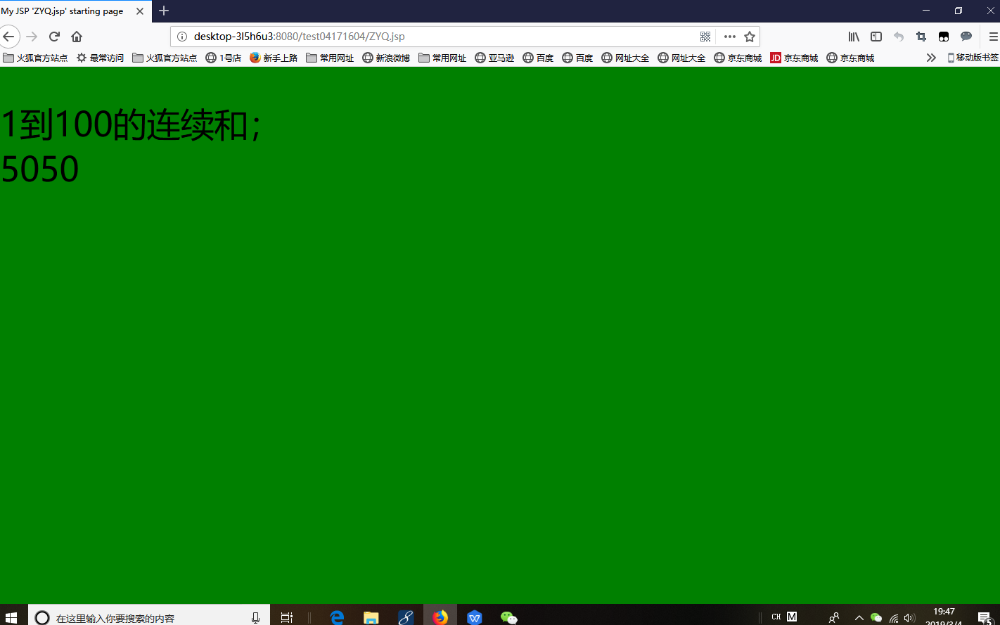 My JSP 'ZYQ.jsp' starting page
desktop-3l5h6u3:8080/test04171604/ZYQ.jsp
火狐官方站点 最常访问 火狐官方站点 1号店 新手上路 常用网址 新浪微博 常用网址 亚马逊 百度 百度 网址大全 网址大全 京东商城 JD 京东商城 京东商城 移动版书签
1到100的连续和；
5050
在这里输入你要搜索的内容
CH M
19:47
2019/3/4